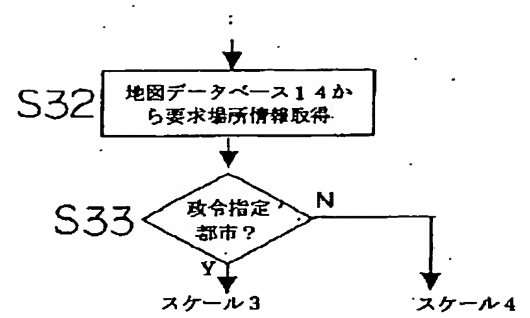 S32
地図データベース14か
ら要求場所情報取得
S33
政令指定
都市?
N
Y
スケール3
スケール4